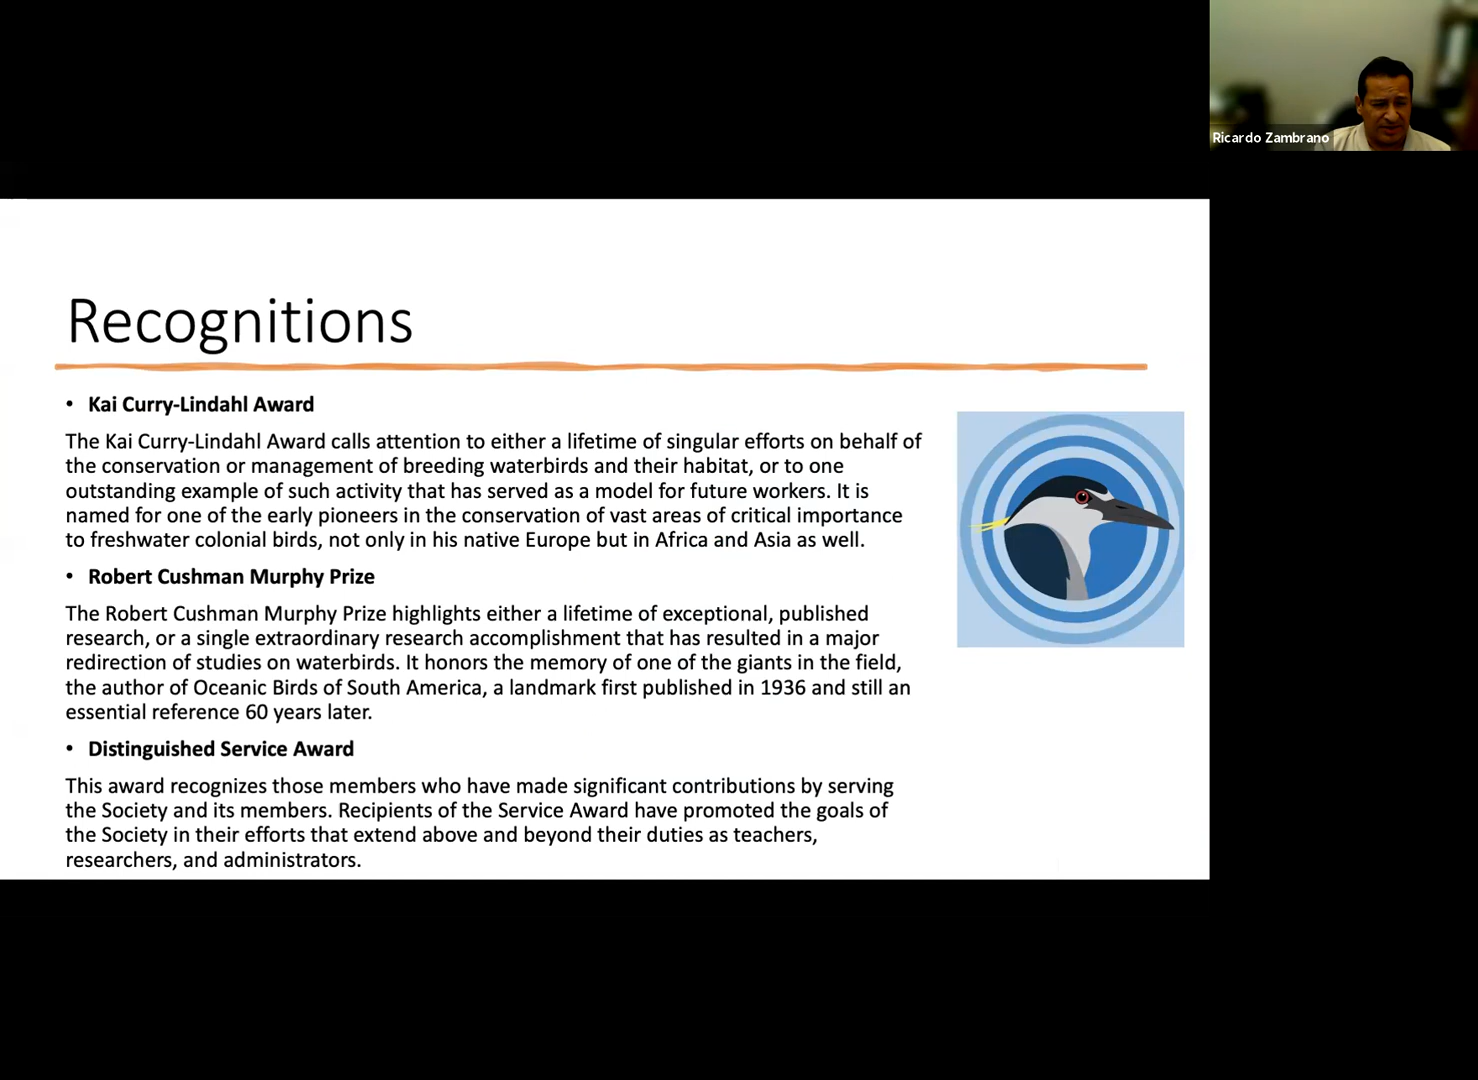 Ricardo Zambrano
Recognitions
• Kai Curry-Lindahl Award
The Kai Curry-Lindahl Award calls attention to either a lifetime of singular efforts on behalf of
the conservation or management of breeding waterbirds and their habitat, or to one
outstanding example of such activity that has served as a model for future workers. It is
named for one of the early pioneers in the conservation of vast areas of critical importance
to freshwater colonial birds, not only in his native Europe but in Africa and Asia as well.
• Robert Cushman Murphy Prize
The Robert Cushman Murphy Prize highlights either a lifetime of exceptional, published
research, or a single extraordinary research accomplishment that has resulted in a major
redirection of studies on waterbirds. It honors the memory of one of the giants in the field,
the author of Oceanic Birds of South America, a landmark first published in 1936 and still an
essential reference 60 years later.
• Distinguished Service Award
This award recognizes those members who have made significant contributions by serving
the Society and its members. Recipients of the Service Award have promoted the goals of
the Society in their efforts that extend above and beyond their duties as teachers,
researchers, and administrators.